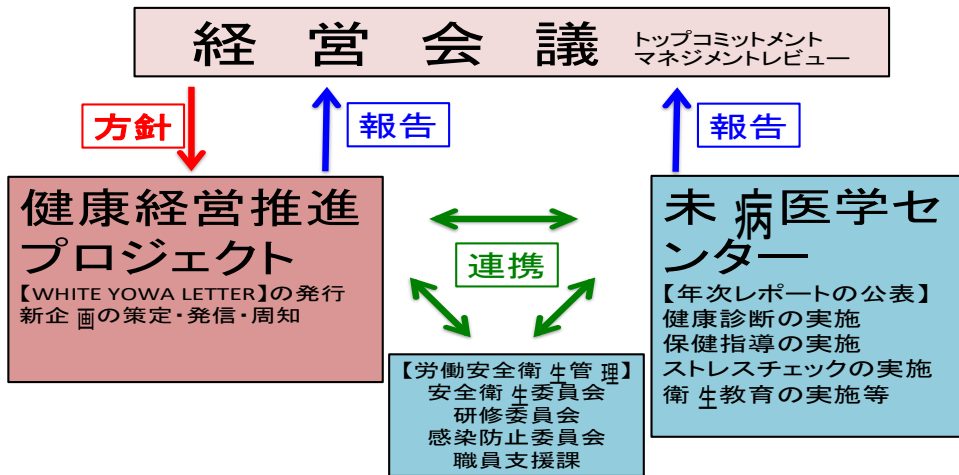 経営会議
トップコミットメント
マネジメントレビュー
方針
報告
報告
健康経営推進
プロジェクト
【WHITE YOWA LETTER】の発行
新企画の策定・発信・周知
連携
未病医学セ
ンター
【年次レポートの公表】
健康診断の実施
保健指導の実施
ストレスチェックの実施
衛生教育の実施等
【労働安全衛生管理】
安全衛生委員会
研修委員会
感染防止委員会
職員支援課